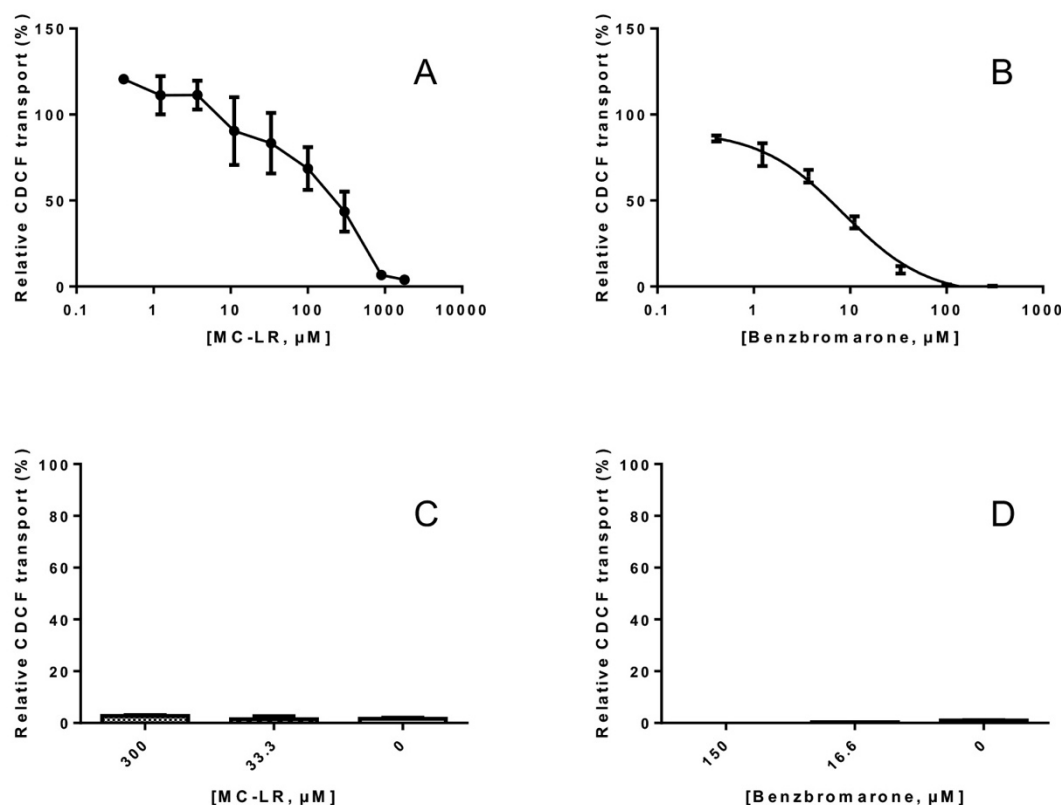 A
Relative CDCF transport (%)
150
100
50
0
0.1 1 10 100 1000 10000
[MC-LR, µM]
B
Relative CDCF transport (%)
150
100
50
0
0.1 1 10 100 1000
[Benzbromarone, µM]
C
Relative CDCF transport (%)
100
80
60
40
20
0
300 33.3 0
[MC-LR, µM]
D
Relative CDCF transport (%)
100
80
60
40
20
0
150 16.6 0
[Benzbromarone, µM]